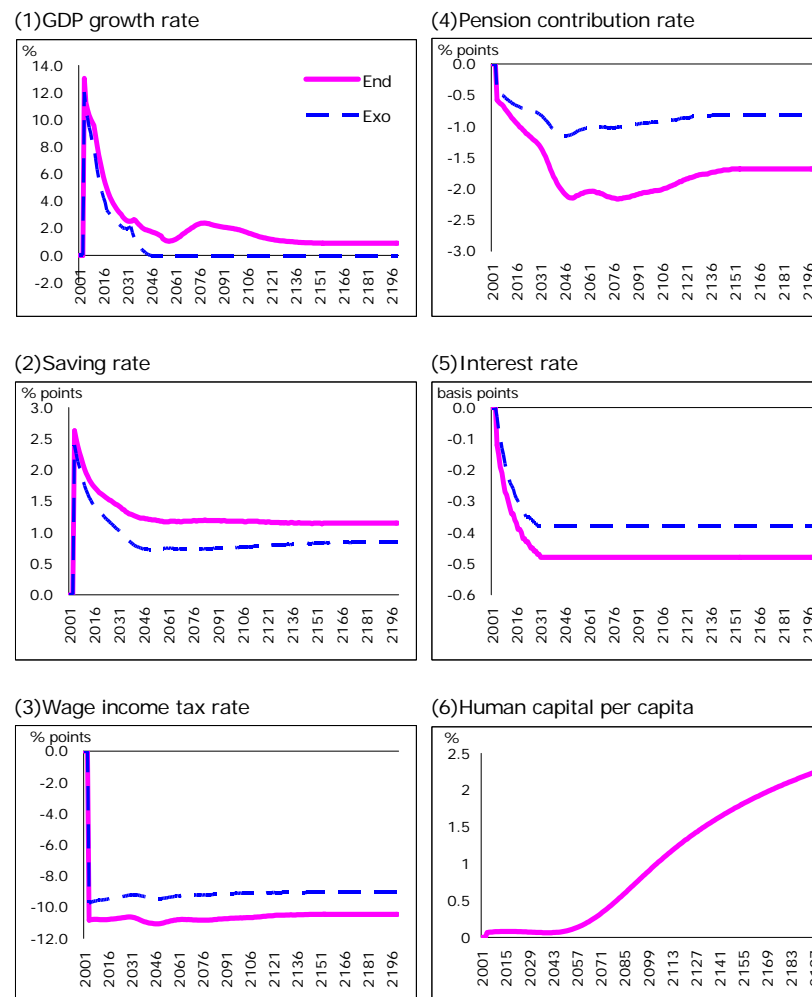 (1)GDP growth rate
%
14.0
12.0
10.0
8.0
6.0
4.0
2.0
0.0
-2.0
End
Exo
2001 2016 2031 2046 2061 2076 2091 2106 2121 2136 2151 2166 2181 2196
(4)Pension contribution rate
% points
0.0
-0.5
-1.0
-1.5
-2.0
-2.5
-3.0
2001 2016 2031 2046 2061 2076 2091 2106 2121 2136 2151 2166 2181 2196
(2)Saving rate
% points
3.0
2.5
2.0
1.5
1.0
0.5
0.0
2001 2016 2031 2046 2061 2076 2091 2106 2121 2136 2151 2166 2181 2196
(5)Interest rate
basis points
0.0
-0.1
-0.2
-0.3
-0.4
-0.5
-0.6
2001 2016 2031 2046 2061 2076 2091 2106 2121 2136 2151 2166 2181 2196
(3)Wage income tax rate
% points
0.0
-2.0
-4.0
-6.0
-8.0
-10.0
-12.0
2001 2016 2031 2046 2061 2076 2091 2106 2121 2136 2151 2166 2181 2196
(6)Human capital per capita
%
2.5
2
1.5
1
0.5
0
2001 2015 2029 2043 2057 2071 2085 2099 2113 2127 2141 2155 2169 2183